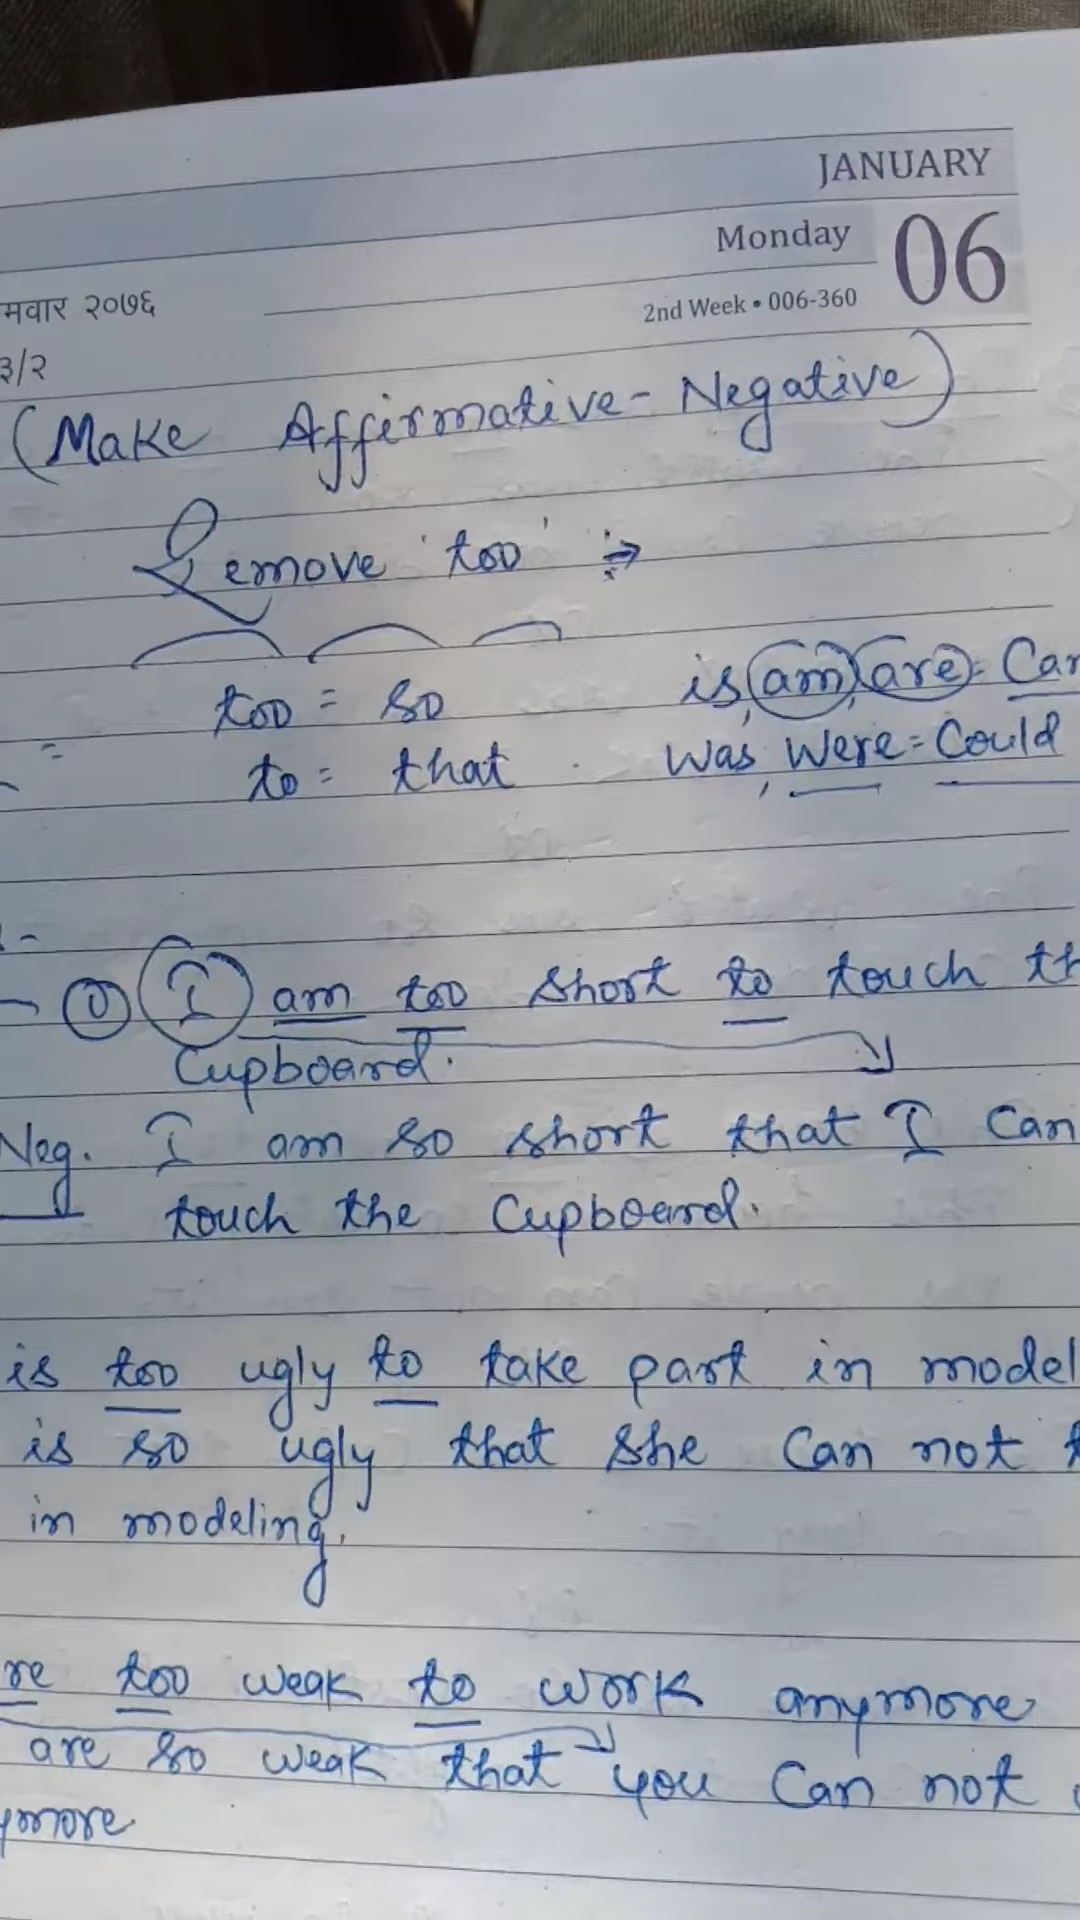 JANUARY
Monday 06
मवार २०७६
2nd Week • 006-360
३/२
(Make Affirmative-Negative)
Remove 'too' ⇒
too = so is, am, are = Can
to = that was, were = Could
① I am too short to touch th
Cupboard.
Neg. I am so short that I Can
touch the Cupboard.
is too ugly to take part in model
is so ugly that she Can not t
in modeling.
re too weak to work anymore
are so weak that you Can not
ymore.